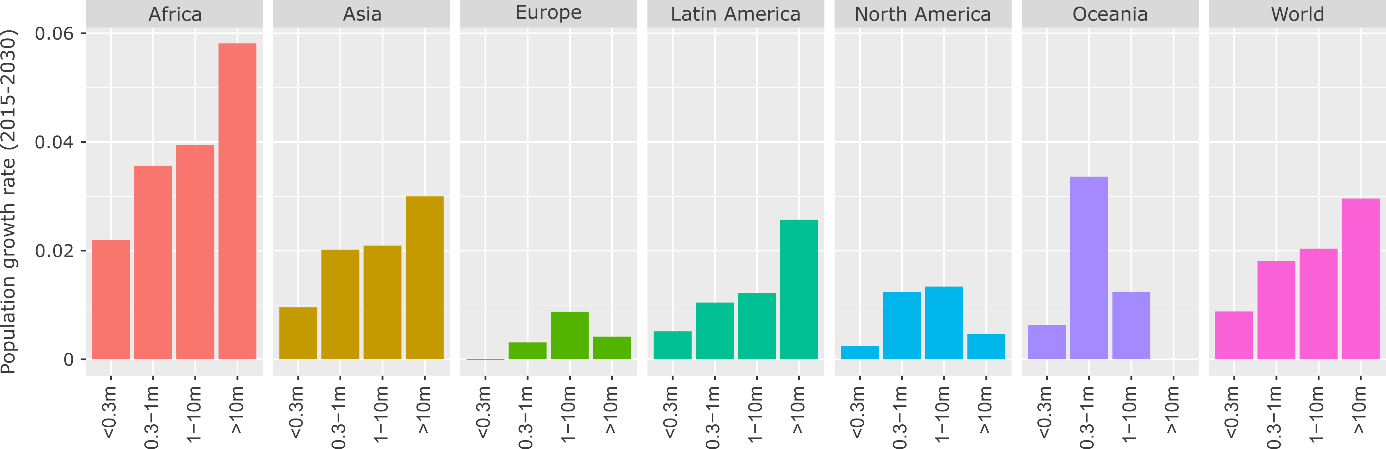 Africa Asia Europe Latin America North America Oceania World
Population growth rate (2015-2030)
0.06
0.04
0.02
0
<0.3m 0.3−1m 1−10m >10m <0.3m 0.3−1m 1−10m >10m <0.3m 0.3−1m 1−10m >10m <0.3m 0.3−1m 1−10m >10m <0.3m 0.3−1m 1−10m >10m <0.3m 0.3−1m 1−10m >10m <0.3m 0.3−1m 1−10m >10m